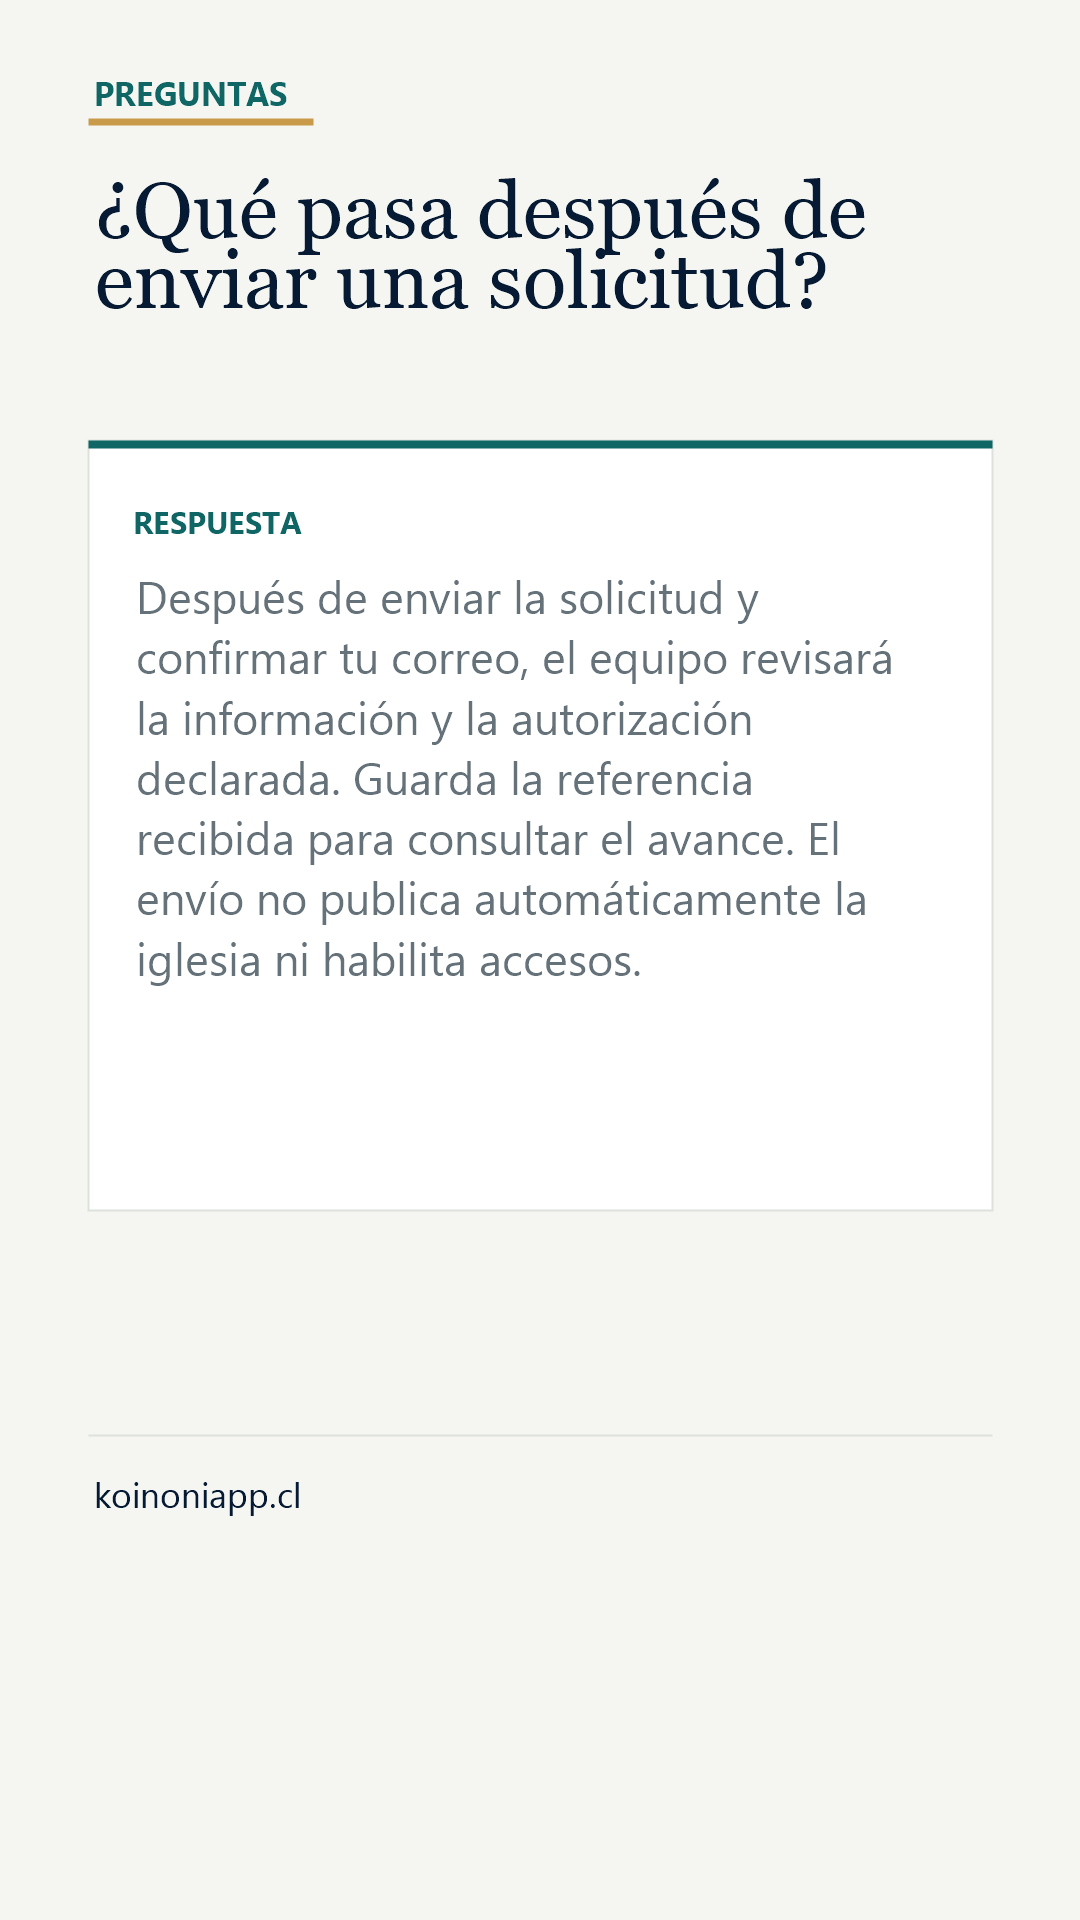 PREGUNTAS
¿Qué pasa después de
enviar una solicitud?
RESPUESTA
Después de enviar la solicitud y
confirmar tu correo, el equipo revisará
la información y la autorización
declarada. Guarda la referencia
recibida para consultar el avance. El
envío no publica automáticamente la
iglesia ni habilita accesos.
koinoniapp.cl